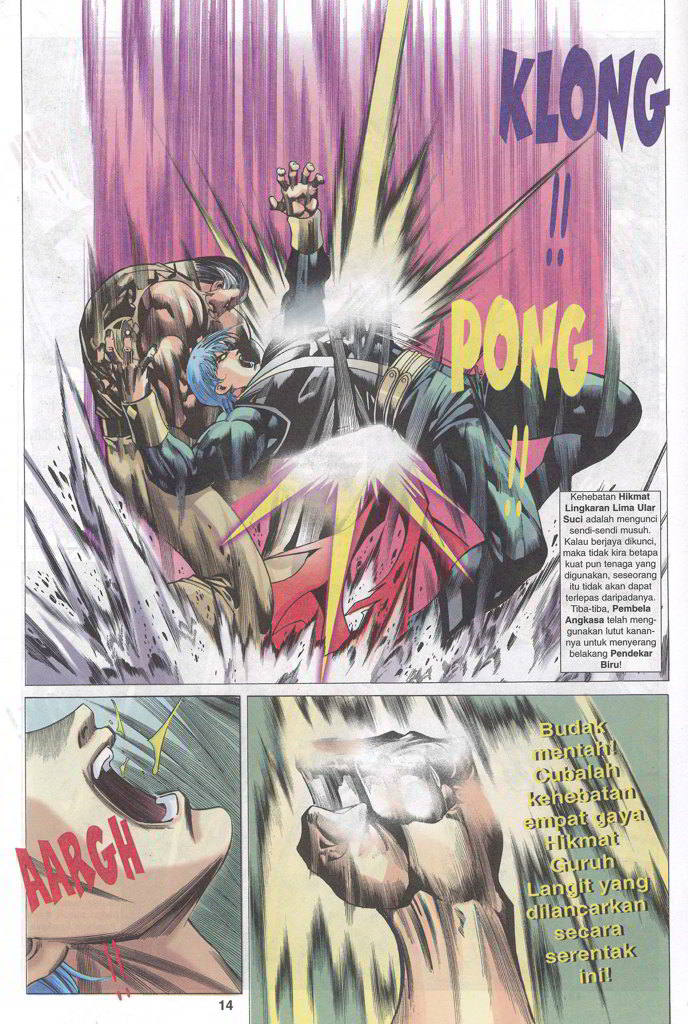 KLONG
!!
PONG
!!
Kehebatan Hikmat
Lingkaran Lima Ular
Suci adalah mengunci
sendi-sendi musuh.
Kalau berjaya dikunci,
maka tidak kira betapa
kuat pun tenaga yang
digunakan, seseorang
itu tidak akan dapat
terlepas daripadanya.
Tiba-tiba, Pembela
Angkasa telah meng-
gunakan lutut kanan-
nya untuk menyerang
belakang Pendekar
Biru!
AARGH
!!
Budak
mentah!
Cubalah
kehebatan
empat gaya
Hikmat
Guruh
Langit yang
dilancarkan
secara
serentak
ini!
14